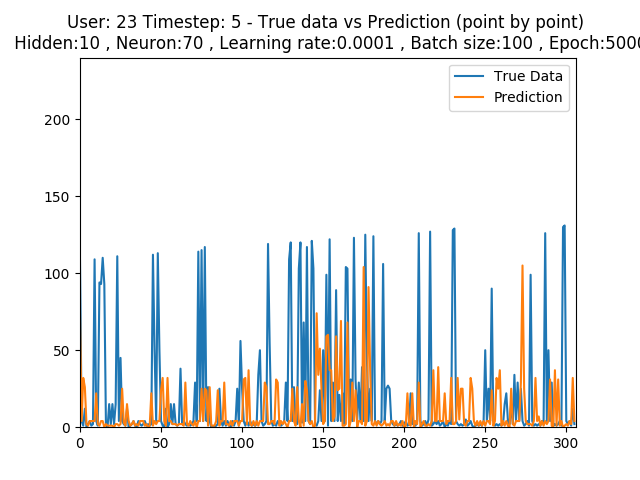 User: 23 Timestep: 5 - True data vs Prediction (point by point)
Hidden:10 , Neuron:70 , Learning rate:0.0001 , Batch size:100 , Epoch:5000
True Data
Prediction
200
150
100
50
0
0 50 100 150 200 250 300